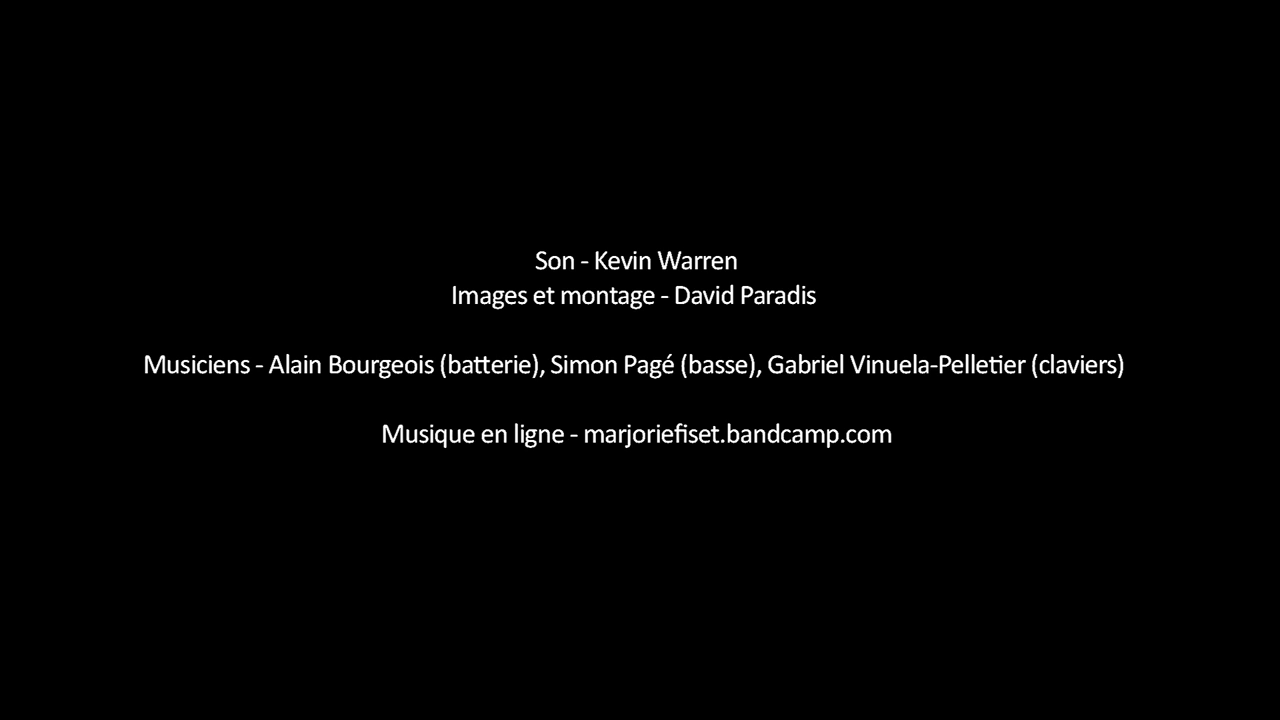 Son - Kevin Warren
Images et montage - David Paradis
Musiciens - Alain Bourgeois (batterie), Simon Pagé (basse), Gabriel Vinuela-Pelletier (claviers)
Musique en ligne - marjoriefiset.bandcamp.com